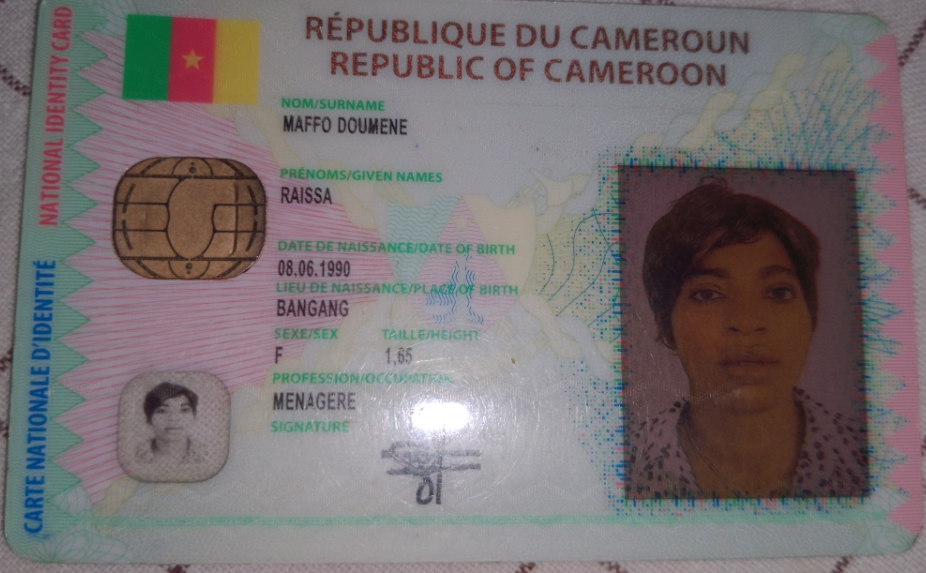 RÉPUBLIQUE DU CAMEROUN
REPUBLIC OF CAMEROON
NATIONAL IDENTITY CARD
CARTE NATIONALE D'IDENTITÉ
NOM/SURNAME
MAFFO DOUMENE
PRÉNOMS/GIVEN NAMES
RAISSA
DATE DE NAISSANCE/DATE OF BIRTH
08.06.1990
LIEU DE NAISSANCE/PLACE OF BIRTH
BANGANG
SEXE/SEX TAILLE/HEIGHT
F 1,65
PROFESSION/OCCUPATION
MENAGERE
SIGNATURE